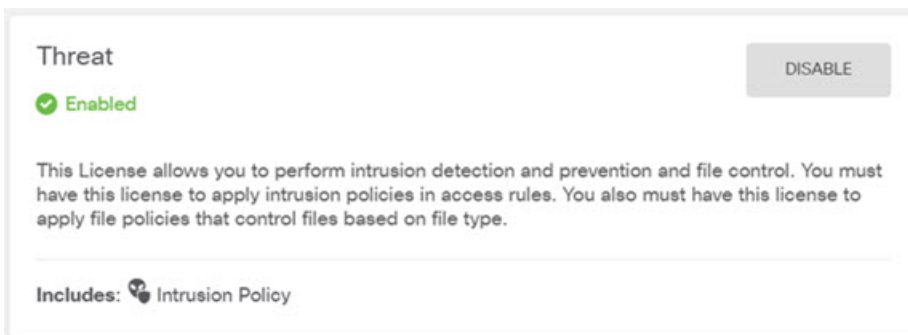 Threat
DISABLE
Enabled
This License allows you to perform intrusion detection and prevention and file control. You must
have this license to apply intrusion policies in access rules. You also must have this license to
apply file policies that control files based on file type.
Includes: Intrusion Policy